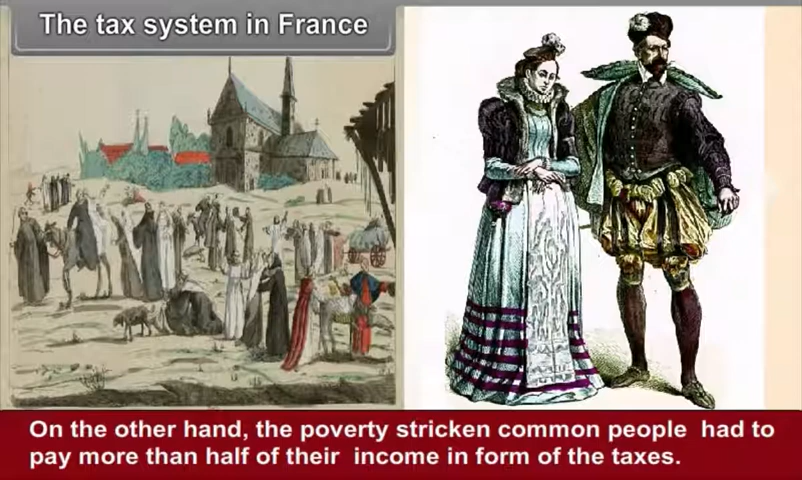 The tax system in France
On the other hand, the poverty stricken common people had to
pay more than half of their income in form of the taxes.